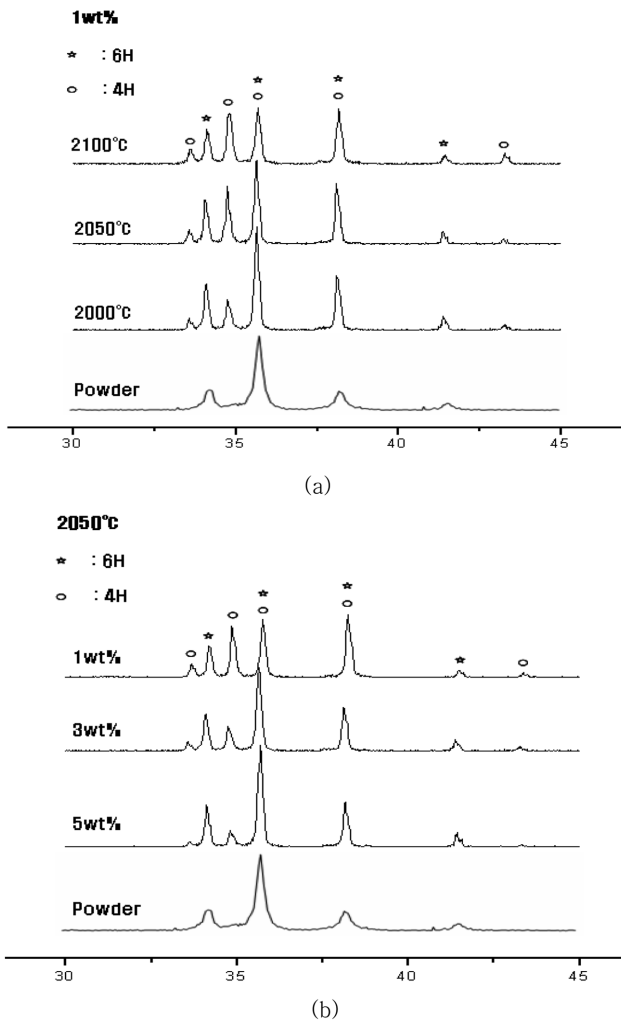 1wt%
☆ : 6H
○ : 4H
2100℃
2050℃
2000℃
Powder
30 35 40 45
(a)
2050℃
☆ : 6H
○ : 4H
1wt%
3wt%
5wt%
Powder
30 35 40 45
(b)